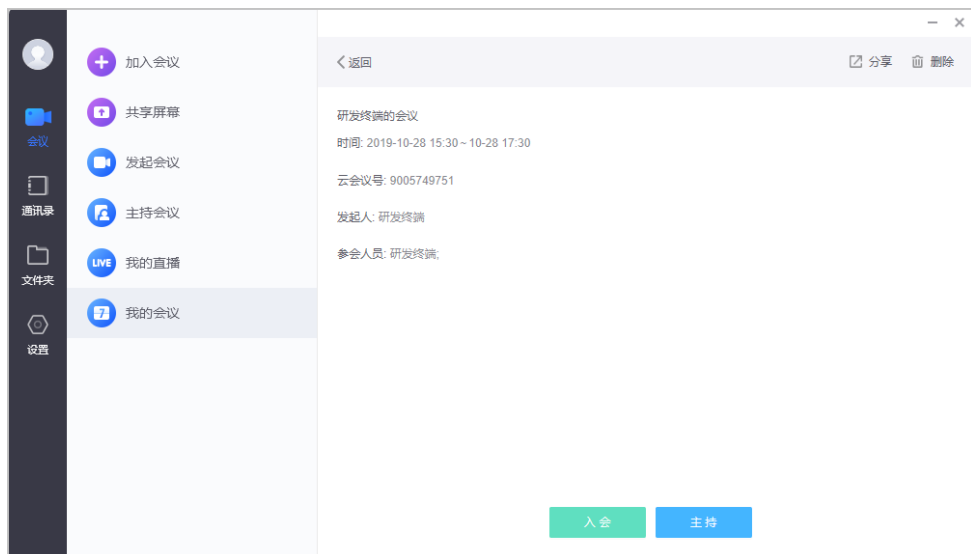 会议
通讯录
文件夹
设置
加入会议
共享屏幕
发起会议
主持会议
LIVE 我的直播
7 我的会议
返回 分享 删除
研发终端的会议
时间: 2019-10-28 15:30 ~ 10-28 17:30
云会议号: 9005749751
发起人: 研发终端
参会人员: 研发终端;
入会 主持